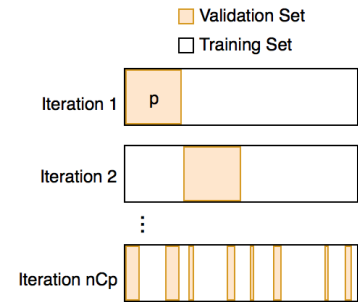 Validation Set
Training Set
Iteration 1
p
Iteration 2
⋮
Iteration nCp